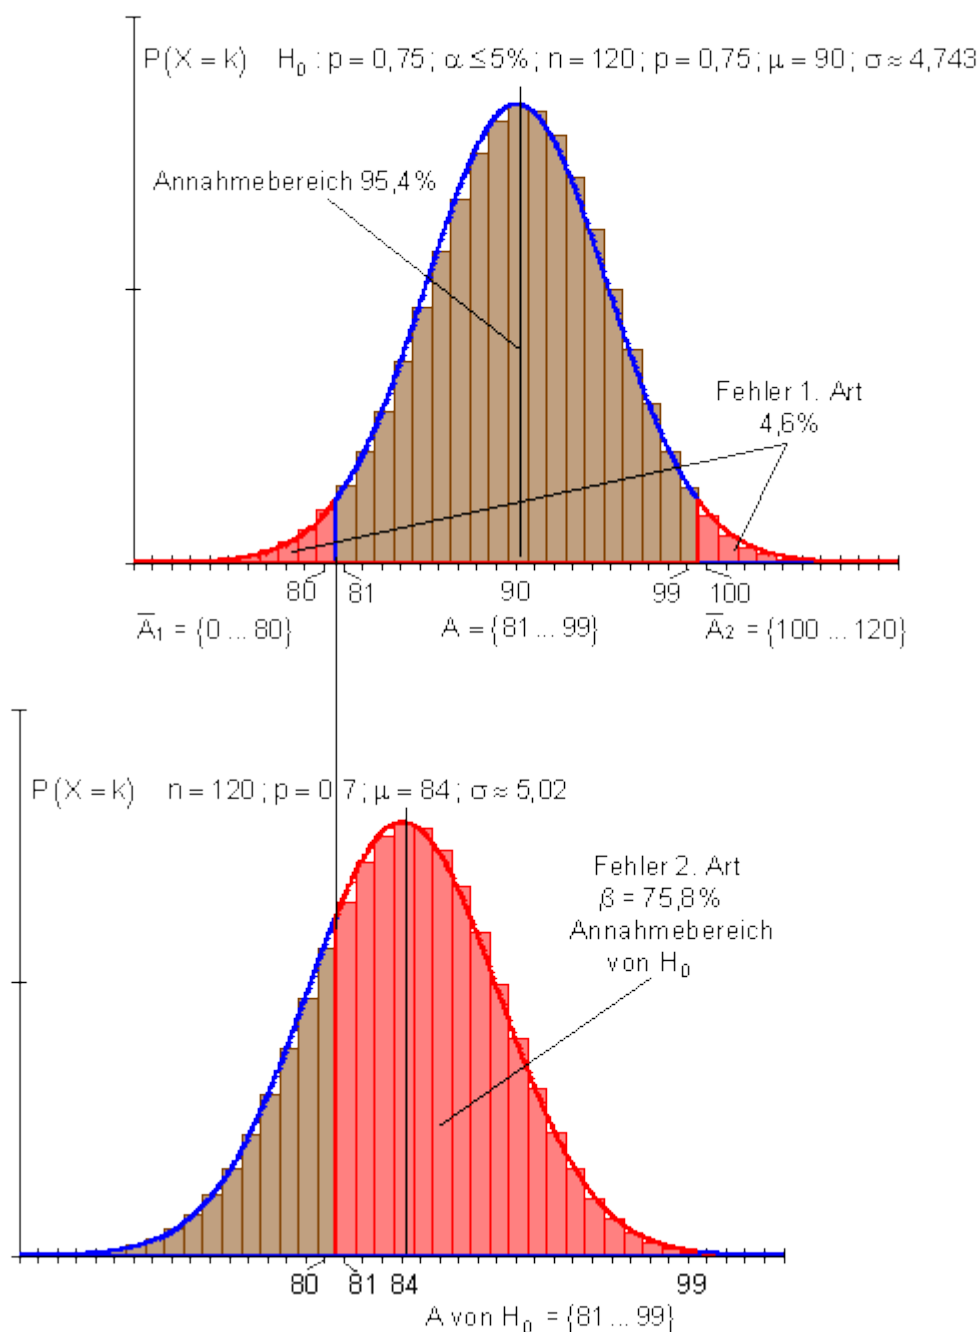 P(X = k) H₀ : p = 0,75 ; α ≤ 5% ; n = 120 ; p = 0,75 ; μ = 90 ; σ ≈ 4,743
Annahmebereich 95,4%
Fehler 1. Art
4,6%
80 81 90 99 100
A̅₁ = {0 ... 80} A = {81 ... 99} A̅₂ = {100 ... 120}
P(X = k) n = 120 ; p = 0 7 ; μ = 84 ; σ ≈ 5,02
Fehler 2. Art
β = 75,8%
Annahmebereich
von H₀
80 81 84 99
A von H₀ = {81 ... 99}